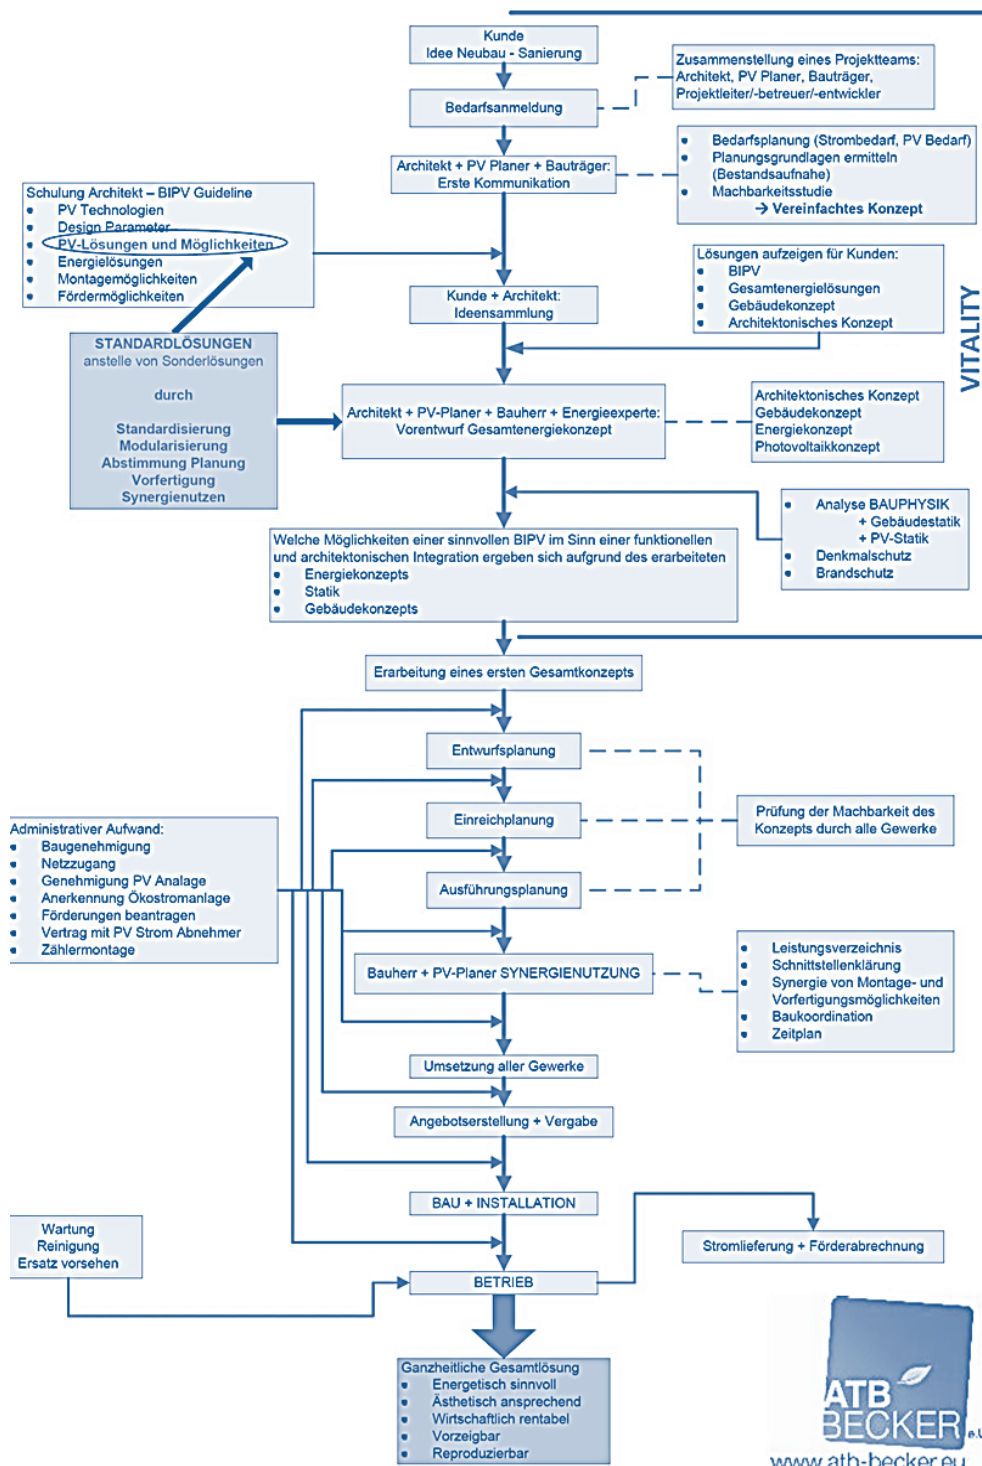 Kunde
Idee Neubau - Sanierung
Zusammenstellung eines Projektteams:
Architekt, PV Planer, Bauträger,
Projektleiter/-betreuer/-entwickler
Bedarfsanmeldung
Bedarfsplanung (Strombedarf, PV Bedarf)
Planungsgrundlagen ermitteln
(Bestandsaufnahe)
Machbarkeitsstudie
→ Vereinfachtes Konzept
Architekt + PV Planer + Bauträger:
Erste Kommunikation
Schulung Architekt – BIPV Guideline
PV Technologien
Design Parameter
PV-Lösungen und Möglichkeiten
Energielösungen
Montagemöglichkeiten
Fördermöglichkeiten
Lösungen aufzeigen für Kunden:
BIPV
Gesamtenergielösungen
Gebäudekonzept
Architektonisches Konzept
VITALITY
Kunde + Architekt:
Ideensammlung
STANDARDLÖSUNGEN
anstelle von Sonderlösungen
durch
Standardisierung
Modularisierung
Abstimmung Planung
Vorfertigung
Synergienutzen
Architekt + PV-Planer + Bauherr + Energieexperte:
Vorentwurf Gesamtenergiekonzept
Architektonisches Konzept
Gebäudekonzept
Energiekonzept
Photovoltaikkonzept
Analyse BAUPHYSIK
+ Gebäudestatik
+ PV-Statik
Denkmalschutz
Brandschutz
Welche Möglichkeiten einer sinnvollen BIPV im Sinn einer funktionellen
und architektonischen Integration ergeben sich aufgrund des erarbeiteten
Energiekonzepts
Statik
Gebäudekonzepts
Erarbeitung eines ersten Gesamtkonzepts
Entwurfsplanung
Einreichplanung
Prüfung der Machbarkeit des
Konzepts durch alle Gewerke
Administrativer Aufwand:
Baugenehmigung
Netzzugang
Genehmigung PV Analage
Anerkennung Ökostromanlage
Förderungen beantragen
Vertrag mit PV Strom Abnehmer
Zählermontage
Ausführungsplanung
Bauherr + PV-Planer SYNERGIENUTZUNG
Leistungsverzeichnis
Schnittstellenklärung
Synergie von Montage- und
Vorfertigungsmöglichkeiten
Baukoordination
Zeitplan
Umsetzung aller Gewerke
Angebotserstellung + Vergabe
BAU + INSTALLATION
Wartung
Reinigung
Ersatz vorsehen
Stromlieferung + Förderabrechnung
BETRIEB
Ganzheitliche Gesamtlösung
Energetisch sinnvoll
Ästhetisch ansprechend
Wirtschaftlich rentabel
Vorzeigbar
Reproduzierbar
ATB
BECKER e.U
www.atb-becker.eu